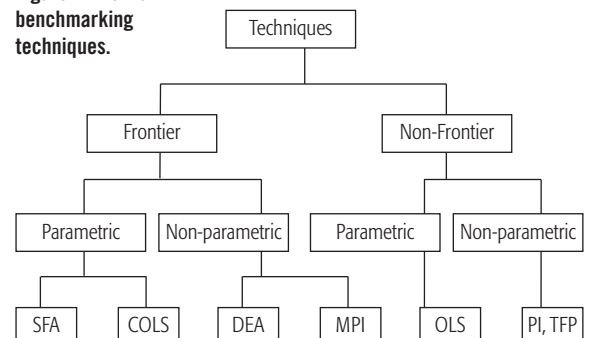 benchmarking
techniques.
Techniques
Frontier
Non-Frontier
Parametric
Non-parametric
Parametric
Non-parametric
SFA
COLS
DEA
MPI
OLS
PI, TFP